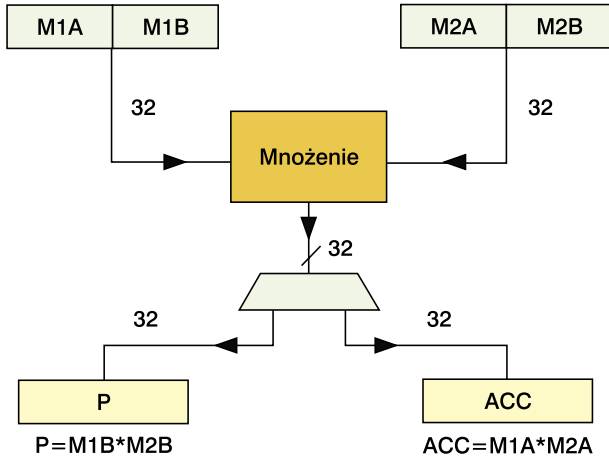 M1A M1B M2A M2B
32 32
Mnożenie
32
32 32
P ACC
P=M1B*M2B ACC=M1A*M2A